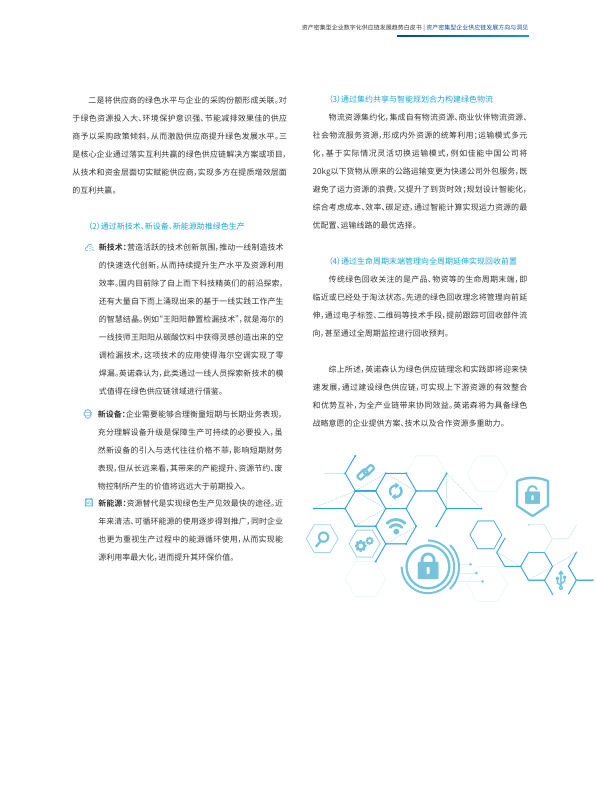 资产密集型企业数字化供应链发展趋势白皮书 | 资产密集型企业供应链发展方向与洞见
二是将供应商的绿色水平与企业的采购份额形成关联。对
于绿色资源投入大、环境保护意识强、节能减排效果佳的供应
商予以采购政策倾斜，从而激励供应商提升绿色发展水平。三
是核心企业通过落实互利共赢的绿色供应链解决方案或项目，
从技术和资金层面切实赋能供应商，实现多方在提质增效层面
的互利共赢。
（2）通过新技术、新设备、新能源助推绿色生产
新技术：营造活跃的技术创新氛围，推动一线制造技术
的快速迭代创新，从而持续提升生产水平及资源利用
效率。国内目前除了自上而下科技精英们的前沿探索，
还有大量自下而上涌现出来的基于一线实践工作产生
的智慧结晶。例如“王阳阳静置检漏技术”，就是海尔的
一线技师王阳阳从碳酸饮料中获得灵感创造出来的空
调检漏技术，这项技术的应用使得海尔空调实现了零
焊漏。英诺森认为，此类通过一线人员探索新技术的模
式值得在绿色供应链领域进行借鉴。
新设备：企业需要能够合理衡量短期与长期业务表现，
充分理解设备升级是保障生产可持续的必要投入，虽
然新设备的引入与迭代往往价格不菲，影响短期财务
表现，但从长远来看，其带来的产能提升、资源节约、废
物控制所产生的价值将远远大于前期投入。
新能源：资源替代是实现绿色生产见效最快的途径。近
年来清洁、可循环能源的使用逐步得到推广，同时企业
也更为重视生产过程中的能源循环使用，从而实现能
源利用率最大化，进而提升其环保价值。
（3）通过集约共享与智能规划合力构建绿色物流
物流资源集约化，集成自有物流资源、商业伙伴物流资源、
社会物流服务资源，形成内外资源的统筹利用；运输模式多元
化，基于实际情况灵活切换运输模式，例如佳能中国公司将
20kg以下货物从原来的公路运输变更为快递公司外包服务，既
避免了运力资源的浪费，又提升了到货时效；规划设计智能化，
综合考虑成本、效率、碳足迹，通过智能计算实现运力资源的最
优配置、运输线路的最优选择。
（4）通过生命周期末端管理向全周期延伸实现回收前置
传统绿色回收关注的是产品、物资等的生命周期末端，即
临近或已经处于淘汰状态。先进的绿色回收理念将管理向前延
伸，通过电子标签、二维码等技术手段，提前跟踪可回收部件流
向，甚至通过全周期监控进行回收预判。
综上所述，英诺森认为绿色供应链理念和实践即将迎来快
速发展，通过建设绿色供应链，可实现上下游资源的有效整合
和优势互补，为全产业链带来协同效益。英诺森将为具备绿色
战略意愿的企业提供方案、技术以及合作资源多重助力。